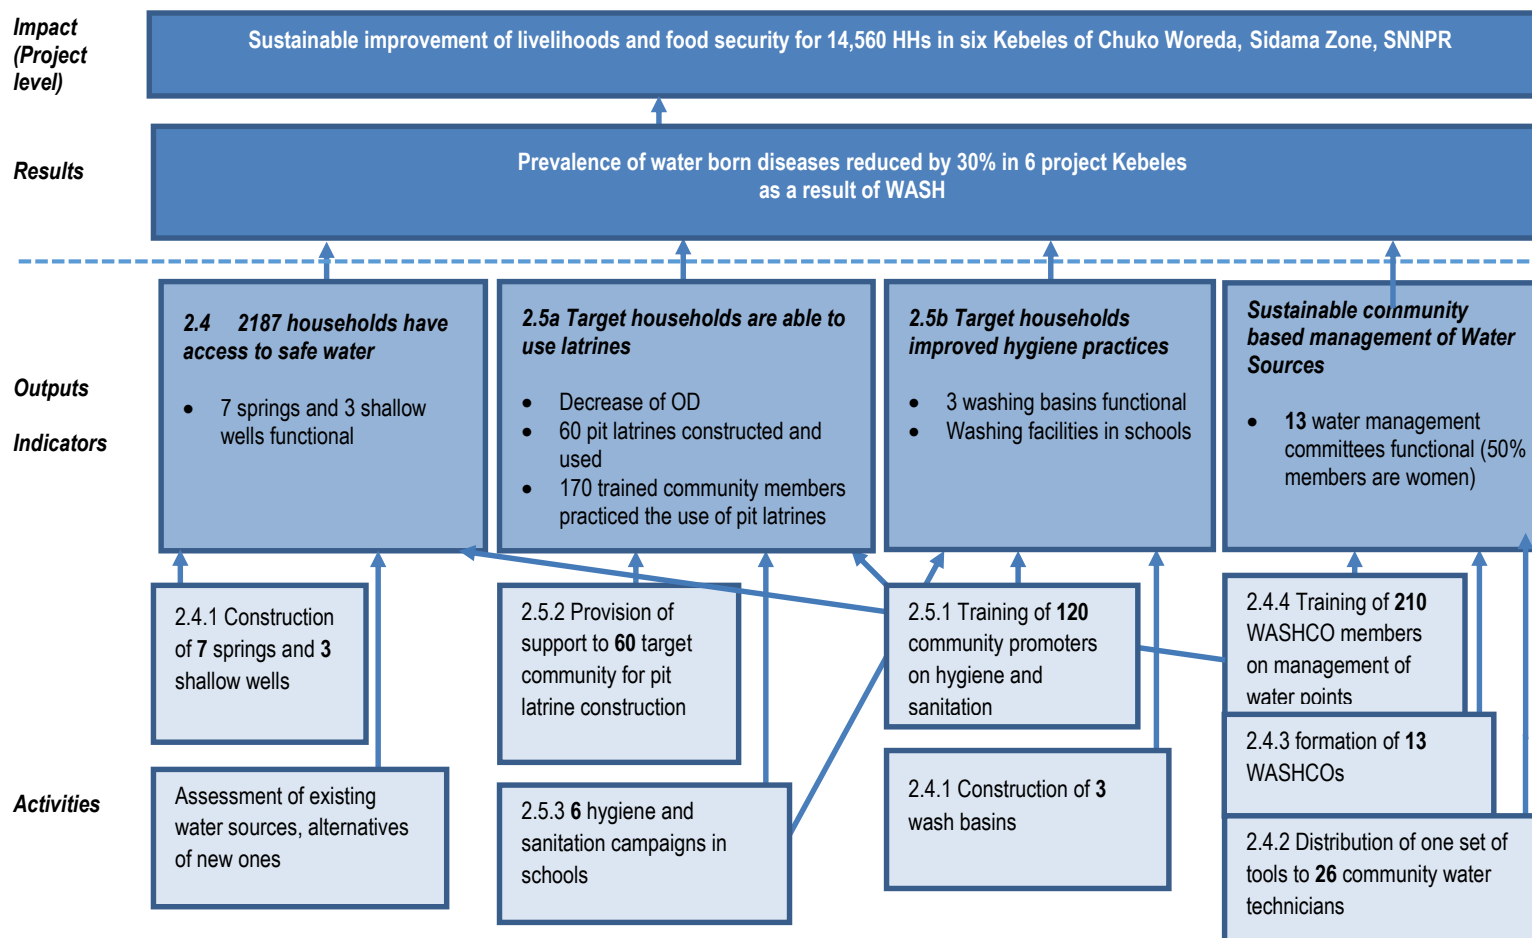 Impact
(Project
level)
Sustainable improvement of livelihoods and food security for 14,560 HHs in six Kebeles of Chuko Woreda, Sidama Zone, SNNPR
Results
Prevalence of water born diseases reduced by 30% in 6 project Kebeles
as a result of WASH
Outputs
Indicators
2.4 2187 households have
access to safe water
• 7 springs and 3 shallow
wells functional
2.5a Target households are able to
use latrines
• Decrease of OD
• 60 pit latrines constructed and
used
• 170 trained community members
practiced the use of pit latrines
2.5b Target households
improved hygiene practices
• 3 washing basins functional
• Washing facilities in schools
Sustainable community
based management of Water
Sources
• 13 water management
committees functional (50%
members are women)
Activities
2.4.1 Construction
of 7 springs and 3
shallow wells
Assessment of existing
water sources, alternatives
of new ones
2.5.2 Provision of
support to 60 target
community for pit
latrine construction
2.5.3 6 hygiene and
sanitation campaigns in
schools
2.5.1 Training of 120
community promoters
on hygiene and
sanitation
2.4.1 Construction of 3
wash basins
2.4.4 Training of 210
WASHCO members
on management of
water points
2.4.3 formation of 13
WASHCOs
2.4.2 Distribution of one set of
tools to 26 community water
technicians